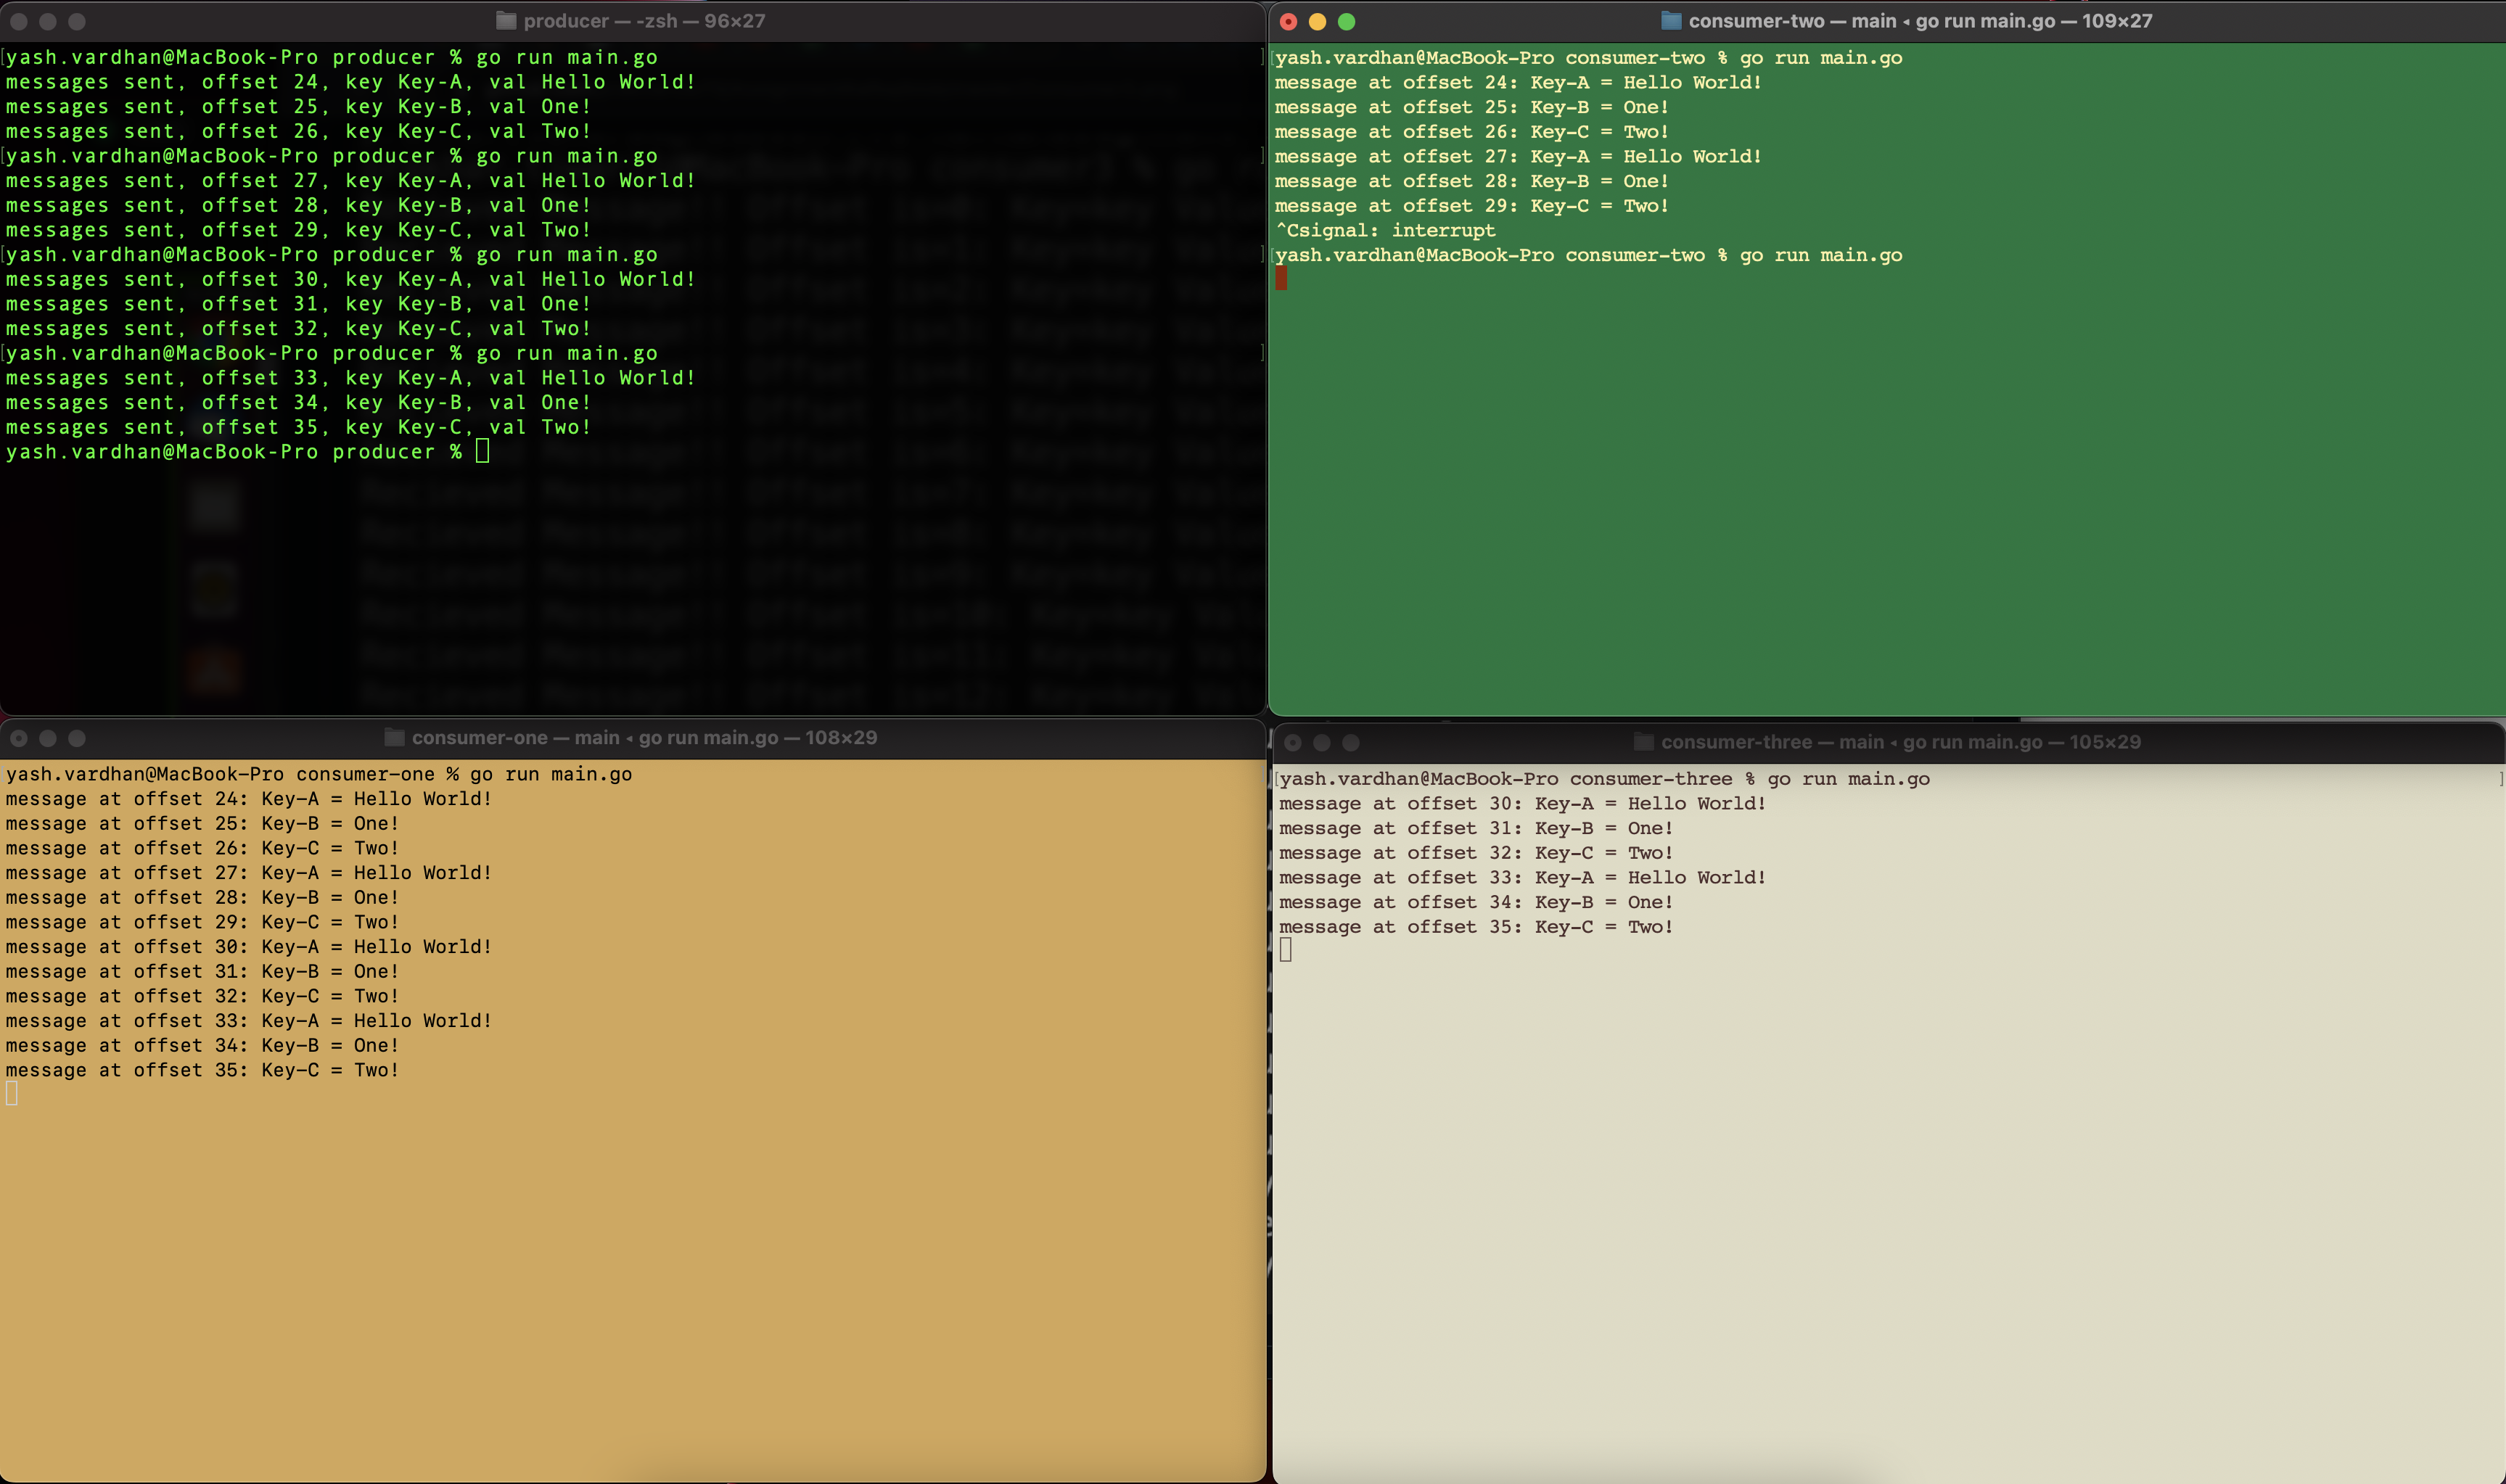 producer — -zsh — 96×27
yash.vardhan@MacBook-Pro producer % go run main.go
messages sent, offset 24, key Key-A, val Hello World!
messages sent, offset 25, key Key-B, val One!
messages sent, offset 26, key Key-C, val Two!
yash.vardhan@MacBook-Pro producer % go run main.go
messages sent, offset 27, key Key-A, val Hello World!
messages sent, offset 28, key Key-B, val One!
messages sent, offset 29, key Key-C, val Two!
yash.vardhan@MacBook-Pro producer % go run main.go
messages sent, offset 30, key Key-A, val Hello World!
messages sent, offset 31, key Key-B, val One!
messages sent, offset 32, key Key-C, val Two!
yash.vardhan@MacBook-Pro producer % go run main.go
messages sent, offset 33, key Key-A, val Hello World!
messages sent, offset 34, key Key-B, val One!
messages sent, offset 35, key Key-C, val Two!
yash.vardhan@MacBook-Pro producer %
consumer-two — main ◂ go run main.go — 109×27
yash.vardhan@MacBook-Pro consumer-two % go run main.go
message at offset 24: Key-A = Hello World!
message at offset 25: Key-B = One!
message at offset 26: Key-C = Two!
message at offset 27: Key-A = Hello World!
message at offset 28: Key-B = One!
message at offset 29: Key-C = Two!
^Csignal: interrupt
yash.vardhan@MacBook-Pro consumer-two % go run main.go
consumer-one — main ◂ go run main.go — 108×29
yash.vardhan@MacBook-Pro consumer-one % go run main.go
message at offset 24: Key-A = Hello World!
message at offset 25: Key-B = One!
message at offset 26: Key-C = Two!
message at offset 27: Key-A = Hello World!
message at offset 28: Key-B = One!
message at offset 29: Key-C = Two!
message at offset 30: Key-A = Hello World!
message at offset 31: Key-B = One!
message at offset 32: Key-C = Two!
message at offset 33: Key-A = Hello World!
message at offset 34: Key-B = One!
message at offset 35: Key-C = Two!
consumer-three — main ◂ go run main.go — 105×29
yash.vardhan@MacBook-Pro consumer-three % go run main.go
message at offset 30: Key-A = Hello World!
message at offset 31: Key-B = One!
message at offset 32: Key-C = Two!
message at offset 33: Key-A = Hello World!
message at offset 34: Key-B = One!
message at offset 35: Key-C = Two!